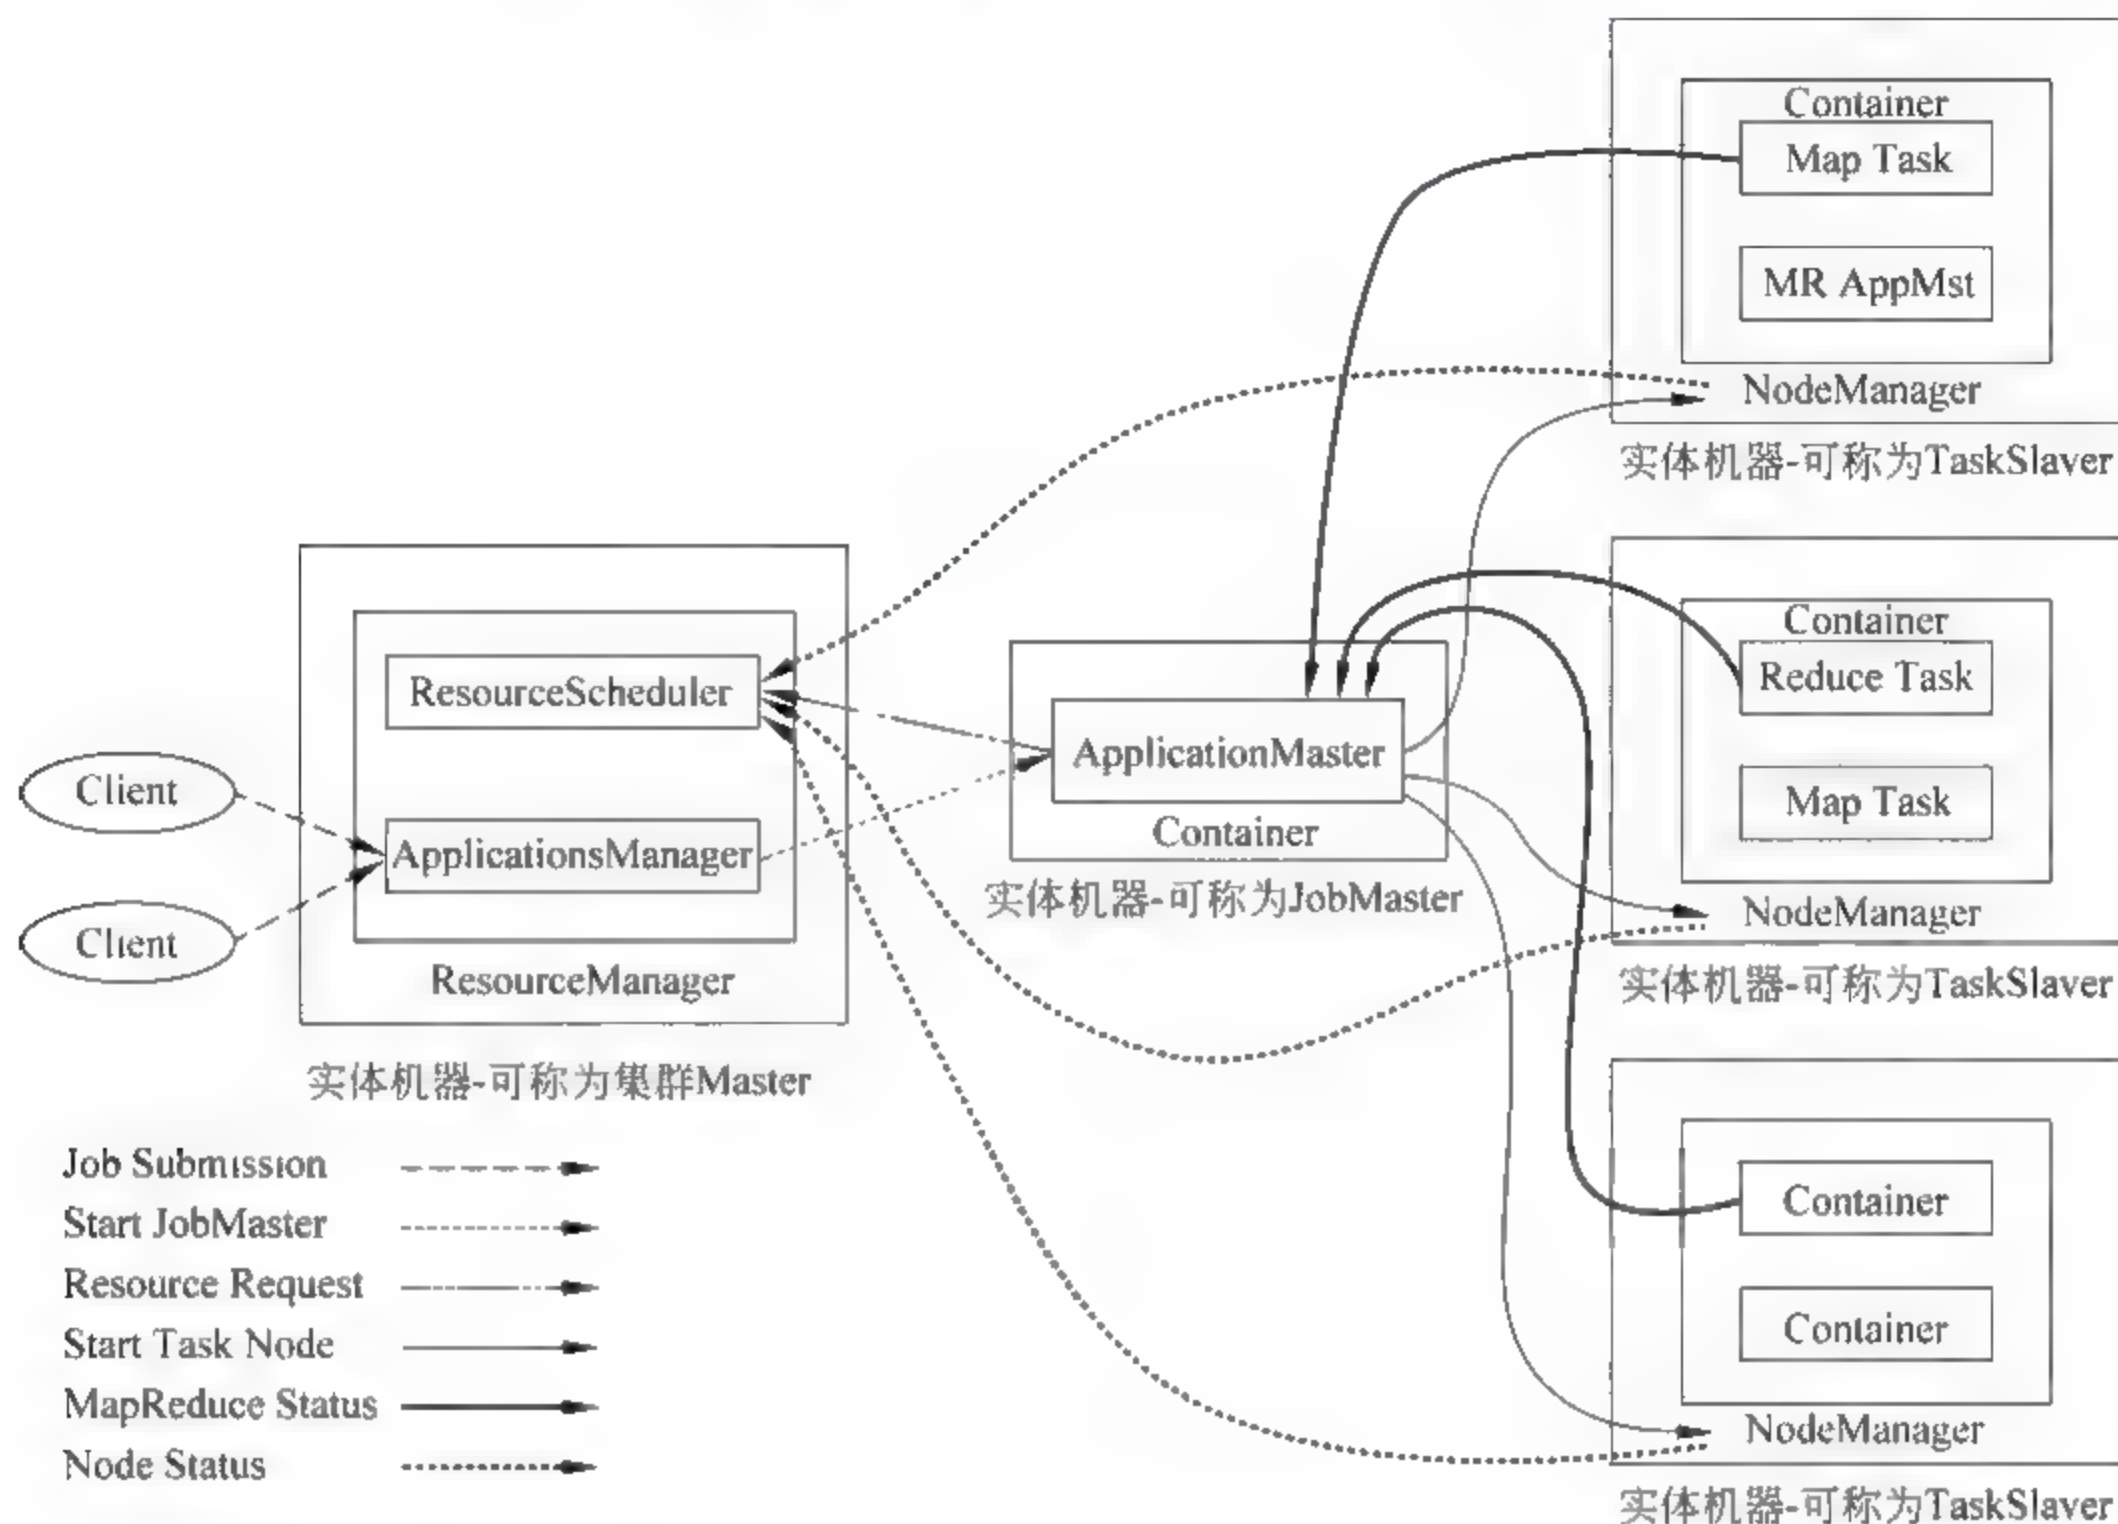 Container
Map Task
MR AppMst
NodeManager
实体机器-可称为TaskSlaver
Container
Reduce Task
Map Task
NodeManager
实体机器-可称为TaskSlaver
Container
Container
NodeManager
实体机器-可称为TaskSlaver
ApplicationMaster
Container
实体机器-可称为JobMaster
ResourceScheduler
ApplicationsManager
ResourceManager
实体机器-可称为集群Master
Client
Client
Job Submission
Start JobMaster
Resource Request
Start Task Node
MapReduce Status
Node Status